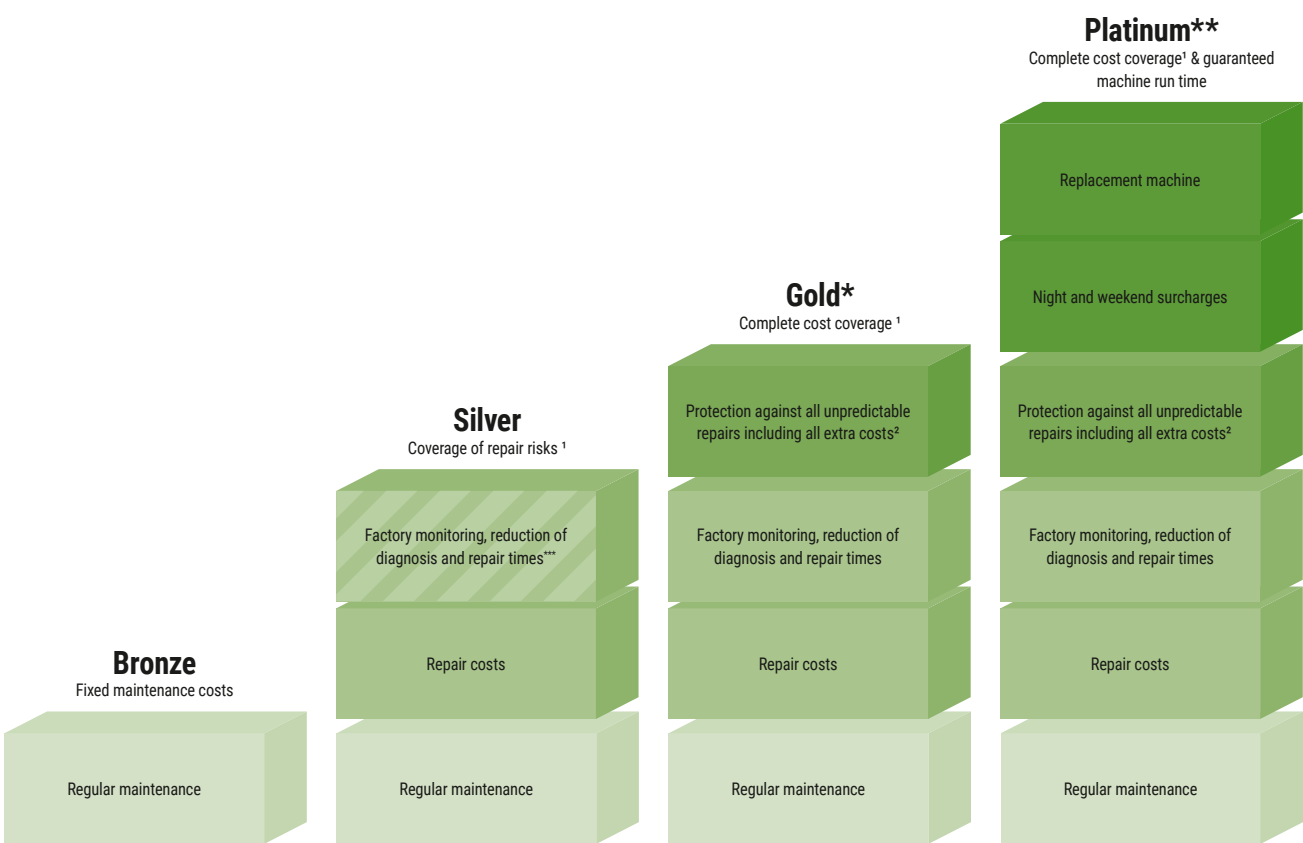 Platinum**
Complete cost coverage¹ & guaranteed
machine run time
Replacement machine
Night and weekend surcharges
Gold*
Complete cost coverage ¹
Protection against all unpredictable
repairs including all extra costs²
Protection against all unpredictable
repairs including all extra costs²
Silver
Coverage of repair risks ¹
Factory monitoring, reduction of
diagnosis and repair times***
Factory monitoring, reduction of
diagnosis and repair times
Factory monitoring, reduction of
diagnosis and repair times
Bronze
Fixed maintenance costs
Repair costs
Repair costs
Repair costs
Regular maintenance
Regular maintenance
Regular maintenance
Regular maintenance